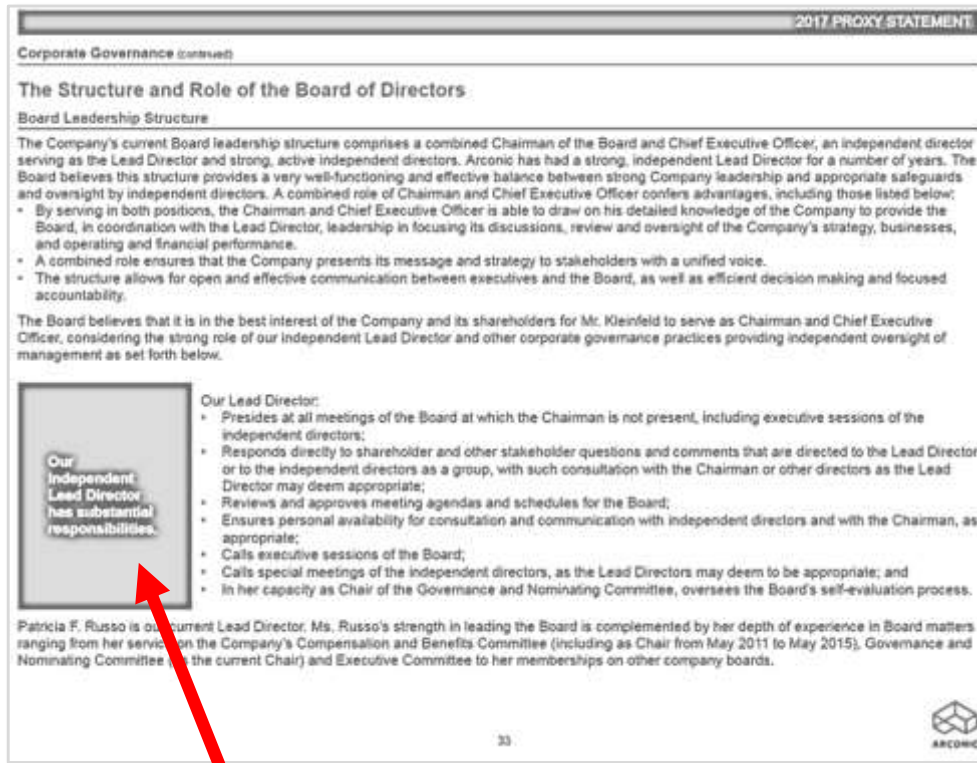 2017 PROXY STATEMENT
Corporate Governance (continued)
The Structure and Role of the Board of Directors
Board Leadership Structure
The Company's current Board leadership structure comprises a combined Chairman of the Board and Chief Executive Officer, an independent director
serving as the Lead Director and strong, active independent directors. Arconic has had a strong, independent Lead Director for a number of years. The
Board believes this structure provides a very well-functioning and effective balance between strong Company leadership and appropriate safeguards
and oversight by independent directors. A combined role of Chairman and Chief Executive Officer confers advantages, including those listed below:
• By serving in both positions, the Chairman and Chief Executive Officer is able to draw on his detailed knowledge of the Company to provide the
Board, in coordination with the Lead Director, leadership in focusing its discussions, review and oversight of the Company's strategy, businesses,
and operating and financial performance.
• A combined role ensures that the Company presents its message and strategy to stakeholders with a unified voice.
• The structure allows for open and effective communication between executives and the Board, as well as efficient decision making and focused
accountability.
The Board believes that it is in the best interest of the Company and its shareholders for Mr. Kleinfeld to serve as Chairman and Chief Executive
Officer, considering the strong role of our independent Lead Director and other corporate governance practices providing independent oversight of
management as set forth below.
Our
Independent
Lead Director
has substantial
responsibilities.
Our Lead Director:
• Presides at all meetings of the Board at which the Chairman is not present, including executive sessions of the
independent directors;
• Responds directly to shareholder and other stakeholder questions and comments that are directed to the Lead Director
or to the independent directors as a group, with such consultation with the Chairman or other directors as the Lead
Director may deem appropriate;
• Reviews and approves meeting agendas and schedules for the Board;
• Ensures personal availability for consultation and communication with independent directors and with the Chairman, as
appropriate;
• Calls executive sessions of the Board;
• Calls special meetings of the independent directors, as the Lead Directors may deem to be appropriate; and
• In her capacity as Chair of the Governance and Nominating Committee, oversees the Board's self-evaluation process.
Patricia F. Russo is our current Lead Director. Ms. Russo's strength in leading the Board is complemented by her depth of experience in Board matters
ranging from her service on the Company's Compensation and Benefits Committee (including as Chair from May 2011 to May 2015), Governance and
Nominating Committee the current Chair) and Executive Committee to her memberships on other company boards.
33
ARCONIC